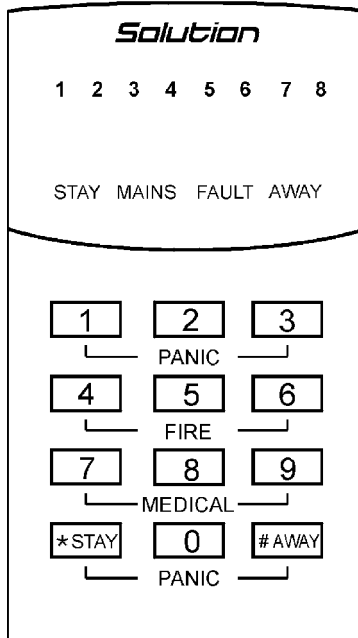 Solution
1 2 3 4 5 6 7 8
STAY MAINS FAULT AWAY
1 2 3
PANIC
4 5 6
FIRE
7 8 9
MEDICAL
*STAY 0 #AWAY
PANIC